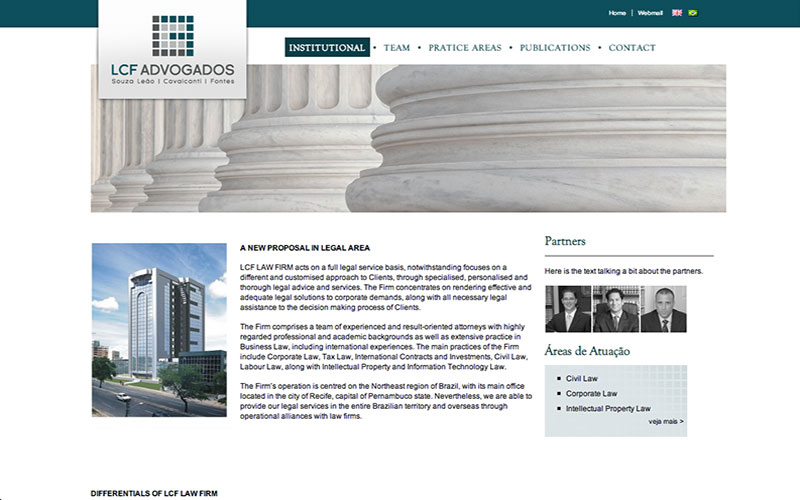 Home | Webmail
LCF ADVOGADOS
Souza Leão | Cavalcanti | Fontes
INSTITUTIONAL • TEAM • PRATICE AREAS • PUBLICATIONS • CONTACT
A NEW PROPOSAL IN LEGAL AREA
LCF LAW FIRM acts on a full legal service basis, notwithstanding focuses on a
different and customised approach to Clients, through specialised, personalised and
thorough legal advice and services. The Firm concentrates on rendering effective and
adequate legal solutions to corporate demands, along with all necessary legal
assistance to the decision making process of Clients.
The Firm comprises a team of experienced and result-oriented attorneys with highly
regarded professional and academic backgrounds as well as extensive practice in
Business Law, including international experiences. The main practices of the Firm
include Corporate Law, Tax Law, International Contracts and Investments, Civil Law,
Labour Law, along with Intellectual Property and Information Technology Law.
The Firm's operation is centred on the Northeast region of Brazil, with its main office
located in the city of Recife, capital of Pernambuco state. Nevertheless, we are able to
provide our legal services in the entire Brazilian territory and overseas through
operational alliances with law firms.
Partners
Here is the text talking a bit about the partners.
Áreas de Atuação
Civil Law
Corporate Law
Intellectual Property Law
veja mais >
DIFFERENTIALS OF LCF LAW FIRM